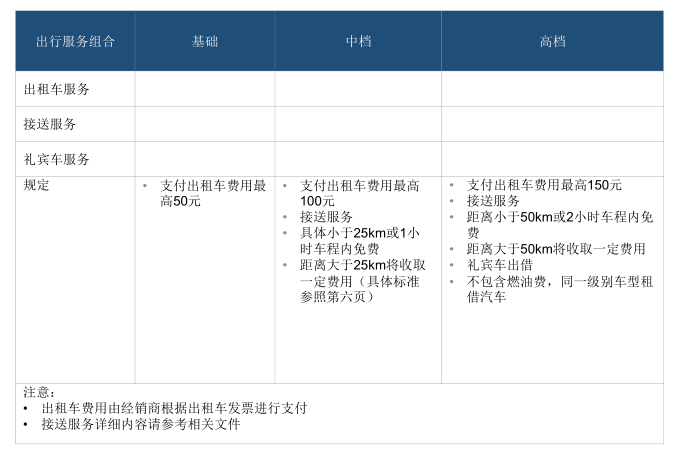 出行服务组合 基础 中档 高档
出租车服务
接送服务
礼宾车服务
规定
• 支付出租车费用最
高50元
• 支付出租车费用最高
100元
• 接送服务
• 具体小于25km或1小
时车程内免费
• 距离大于25km将收取
一定费用（具体标准
参照第六页）
• 支付出租车费用最高150元
• 接送服务
• 距离小于50km或2小时车程内免
费
• 距离大于50km将收取一定费用
• 礼宾车出借
• 不包含燃油费，同一级别车型租
借汽车
注意：
• 出租车费用由经销商根据出租车发票进行支付
• 接送服务详细内容请参考相关文件